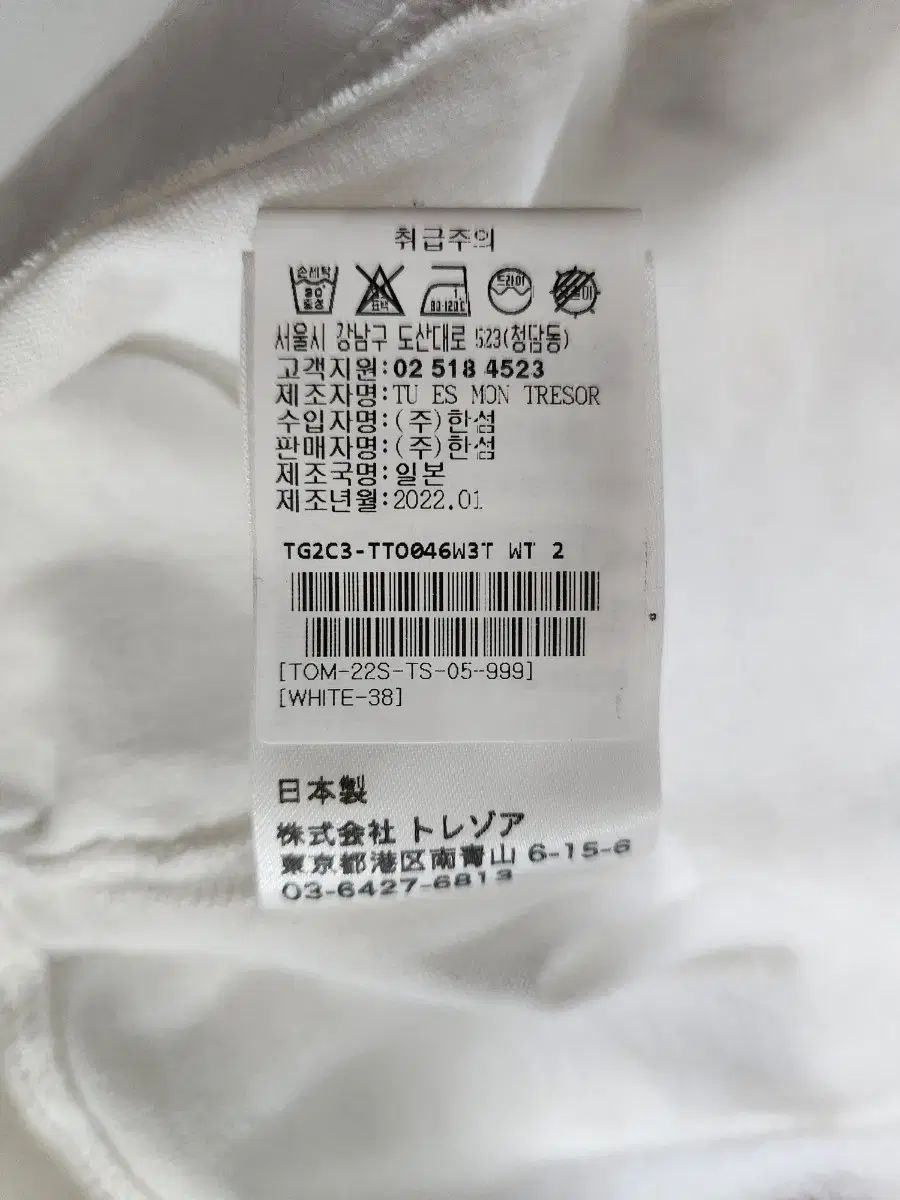 취급주의
손세탁 30° 중성 표백 1. 80-120℃ 드라이
서울시 강남구 도산대로 523(청담동)
고객지원:02 518 4523
제조자명:TU ES MON TRESOR
수입자명:(주)한섬
판매자명:(주)한섬
제조국명:일본
제조년월:2022.01
TG2C3-TTO046W3T WT 2
[TOM-22S-TS-05-999]
[WHITE-38]
日本製
株式会社 トレゾア
東京都港区南青山 6-15-6
03-6427-6813